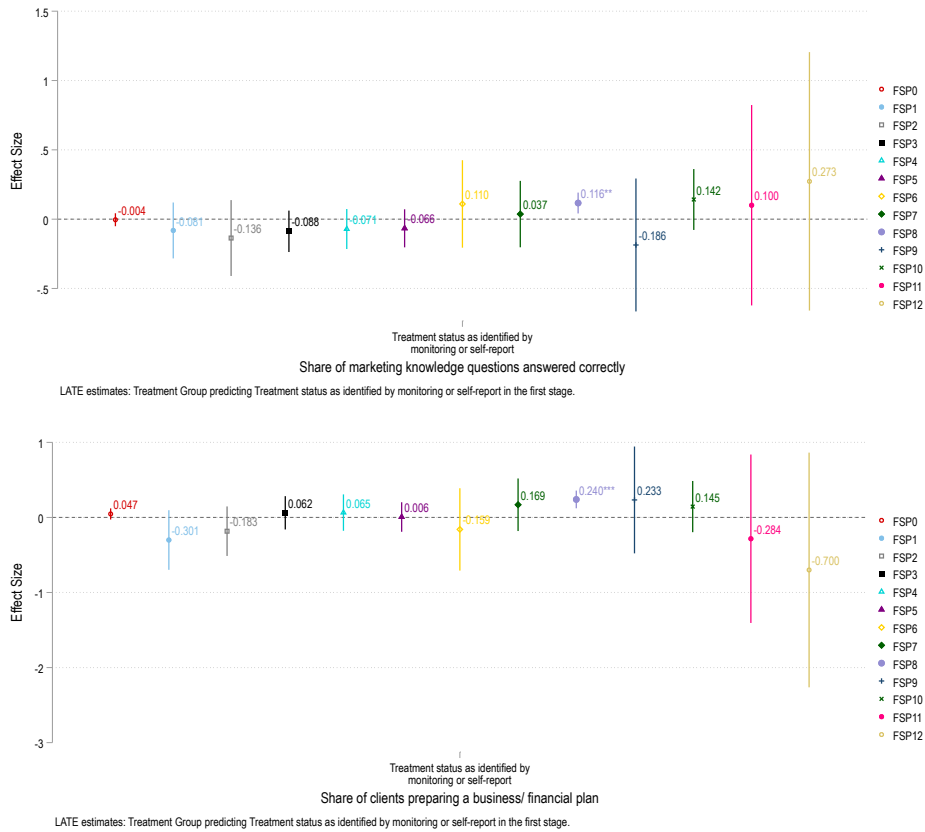 1.5
1
.5
0
-.5
Effect Size
-0.004
-0.081
-0.136
-0.088
-0.071
-0.066
0.110
0.037
0.116**
-0.186
0.142
0.100
0.273
FSP0
FSP1
FSP2
FSP3
FSP4
FSP5
FSP6
FSP7
FSP8
FSP9
FSP10
FSP11
FSP12
Treatment status as identified by
monitoring or self-report
Share of marketing knowledge questions answered correctly
LATE estimates: Treatment Group predicting Treatment status as identified by monitoring or self-report in the first stage.
1
0
-1
-2
-3
Effect Size
0.047
-0.301
-0.183
0.062
0.065
0.006
-0.159
0.169
0.240***
0.233
0.145
-0.284
-0.700
FSP0
FSP1
FSP2
FSP3
FSP4
FSP5
FSP6
FSP7
FSP8
FSP9
FSP10
FSP11
FSP12
Treatment status as identified by
monitoring or self-report
Share of clients preparing a business/ financial plan
LATE estimates: Treatment Group predicting Treatment status as identified by monitoring or self-report in the first stage.